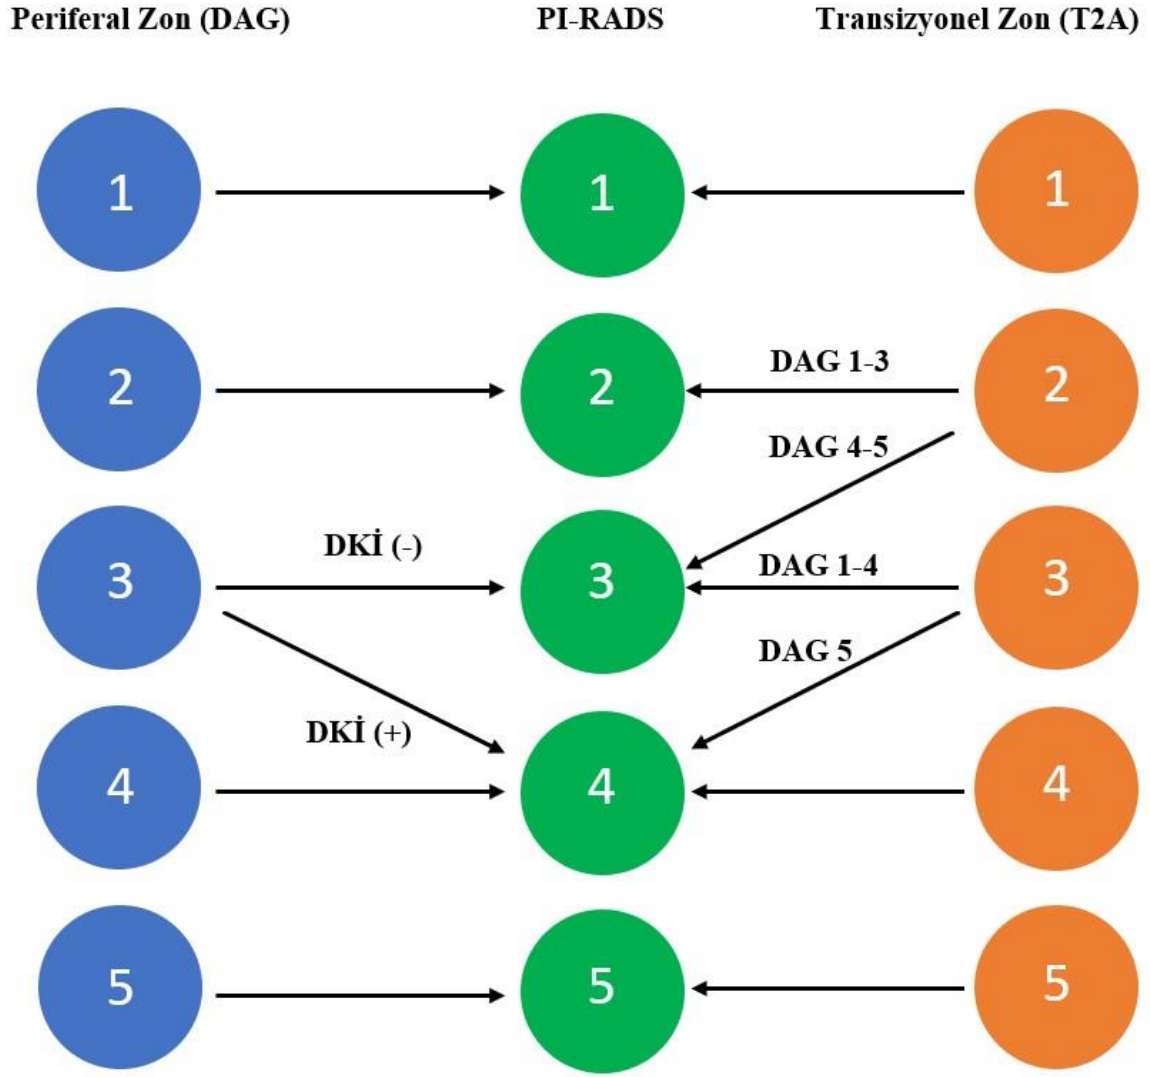 Periferal Zon (DAG) PI-RADS Transizyonel Zon (T2A)
1 1 1
DAG 1-3
2 2 2
DAG 4-5
DKİ (-) DAG 1-4
3 3 3
DAG 5
DKİ (+)
4 4 4
5 5 5